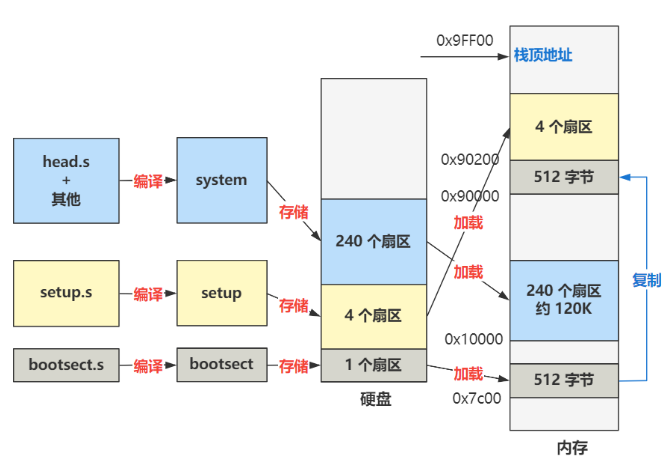 0x9FF00
栈顶地址
4 个扇区
0x90200
512 字节
0x90000
head.s
+
其他
编译
system
存储
240 个扇区
加载
加载
复制
240 个扇区
约 120K
setup.s
编译
setup
存储
4 个扇区
0x10000
bootsect.s
编译
bootsect
存储
1 个扇区
加载
512 字节
0x7c00
硬盘
内存